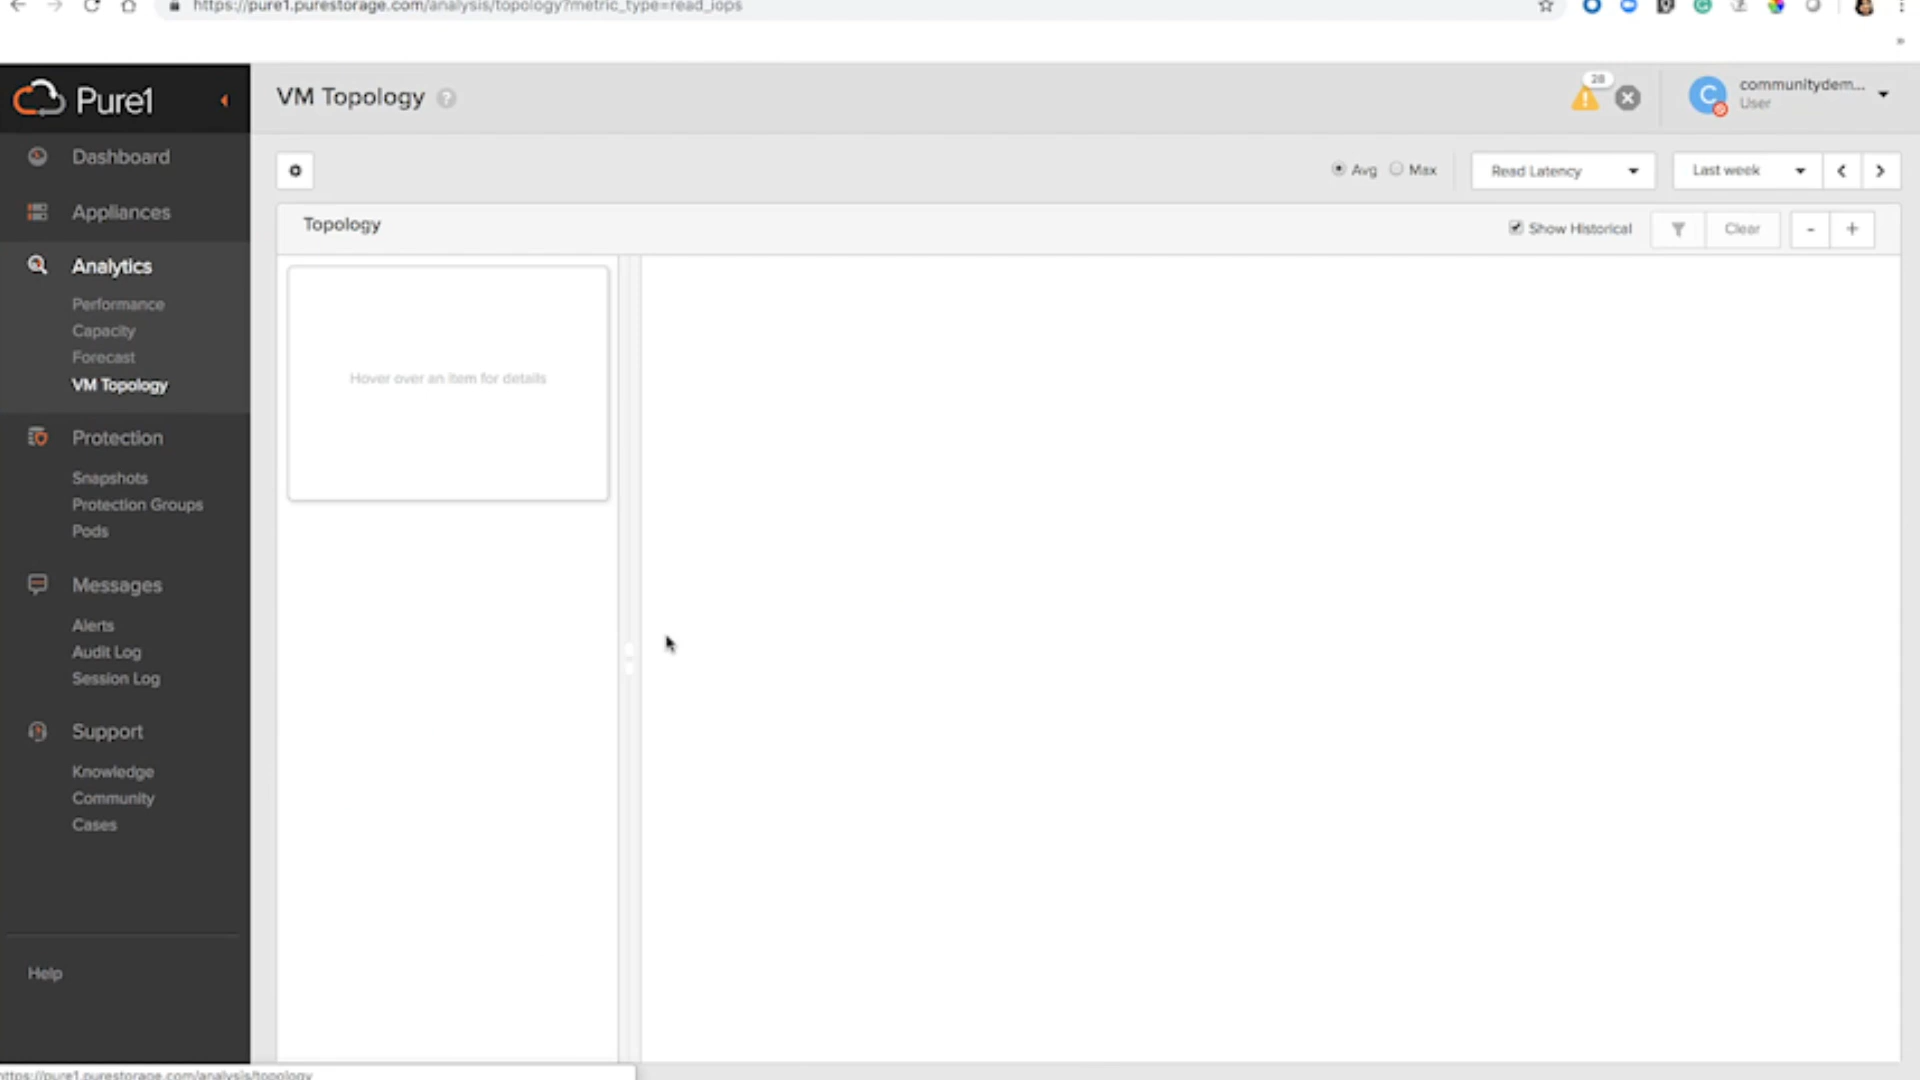 https://pure1.purestorage.com/analysis/topology?metric_type=read_iops
»
Pure1
VM Topology ?
28
C
communitydem...
User
Dashboard
Appliances
Analytics
Performance
Capacity
Forecast
VM Topology
Protection
Snapshots
Protection Groups
Pods
Messages
Alerts
Audit Log
Session Log
Support
Knowledge
Community
Cases
Help
Avg Max Read Latency Last week
Topology Show Historical Clear - +
Hover over an item for details
https://pure1.purestorage.com/analysis/topology